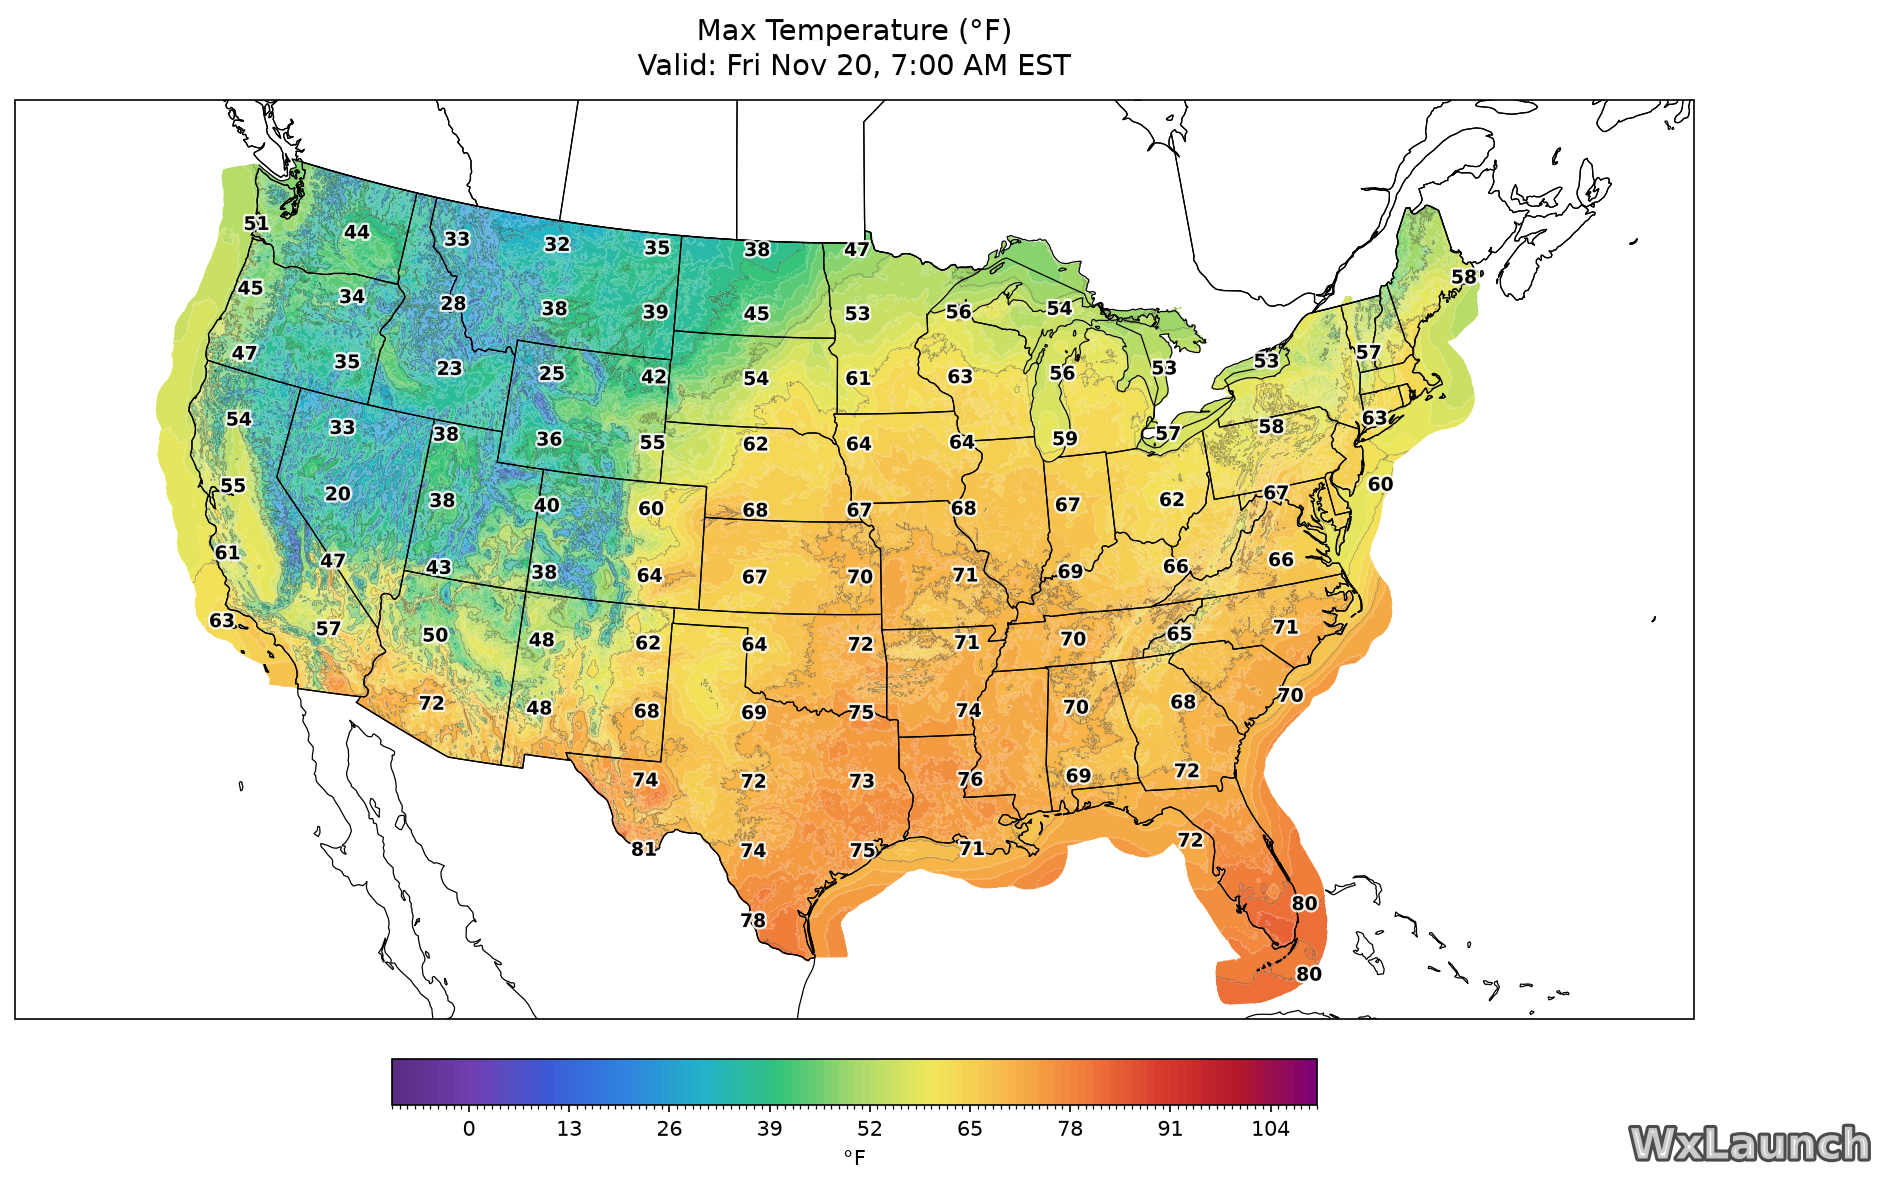 Max Temperature (°F)
Valid: Fri Nov 20, 7:00 AM EST
51 44 33 32 35 38 47 58
45 34 28 38 39 45 53 56 54
47 35 23 25 42 54 61 63 56 53 53 57
54 33 38 36 55 62 64 64 59 57 58 63
55 20 38 40 60 68 67 68 67 62 67 60
61 47 43 38 64 67 70 71 69 66 66
63 57 50 48 62 64 72 71 70 65 71
72 48 68 69 75 74 70 68 70
74 72 73 76 69 72
81 74 75 71 72
78 80
80
0 13 26 39 52 65 78 91 104
°F
WxLaunch